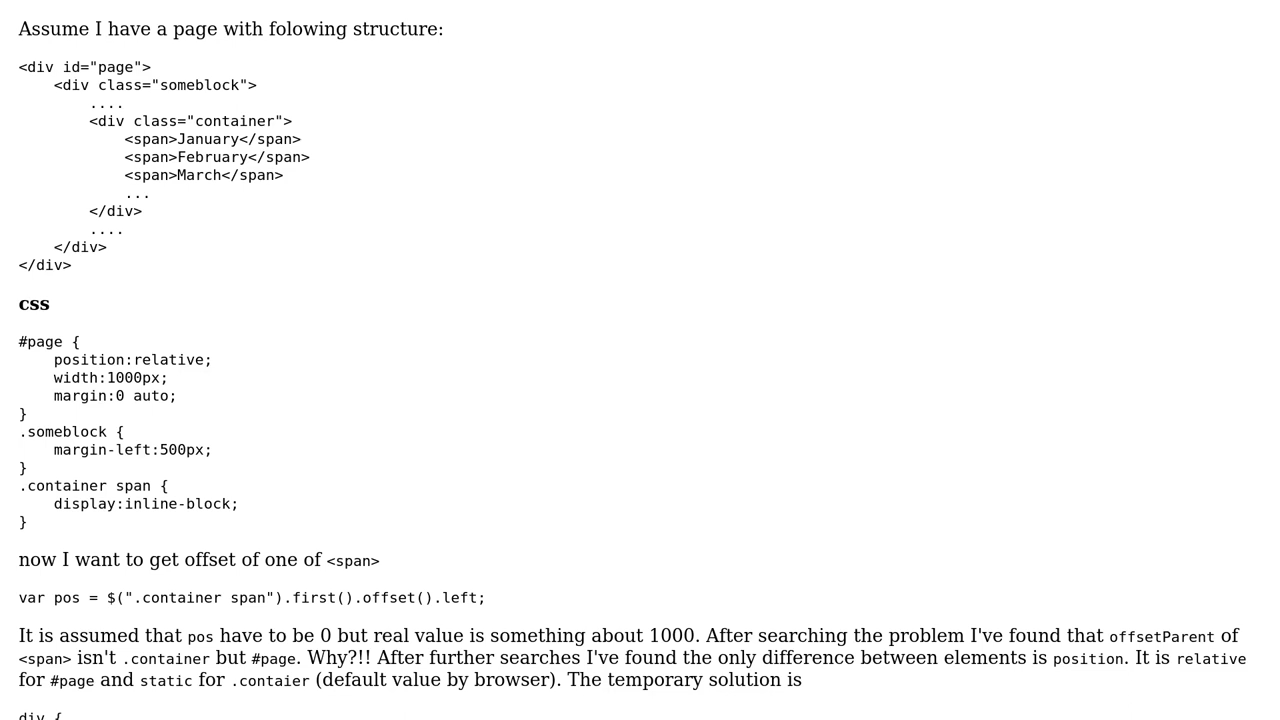 Assume I have a page with folowing structure:
<div id="page">
    <div class="someblock">
        ....
        <div class="container">
            <span>January</span>
            <span>February</span>
            <span>March</span>
            ...
        </div>
        ....
    </div>
</div>
css
#page {
    position:relative;
    width:1000px;
    margin:0 auto;
}
.someblock {
    margin-left:500px;
}
.container span {
    display:inline-block;
}
now I want to get offset of one of <span>
var pos = $(".container span").first().offset().left;
It is assumed that pos have to be 0 but real value is something about 1000. After searching the problem I've found that offsetParent of
<span> isn't .container but #page. Why?!! After further searches I've found the only difference between elements is position. It is relative
for #page and static for .contaier (default value by browser). The temporary solution is
div {